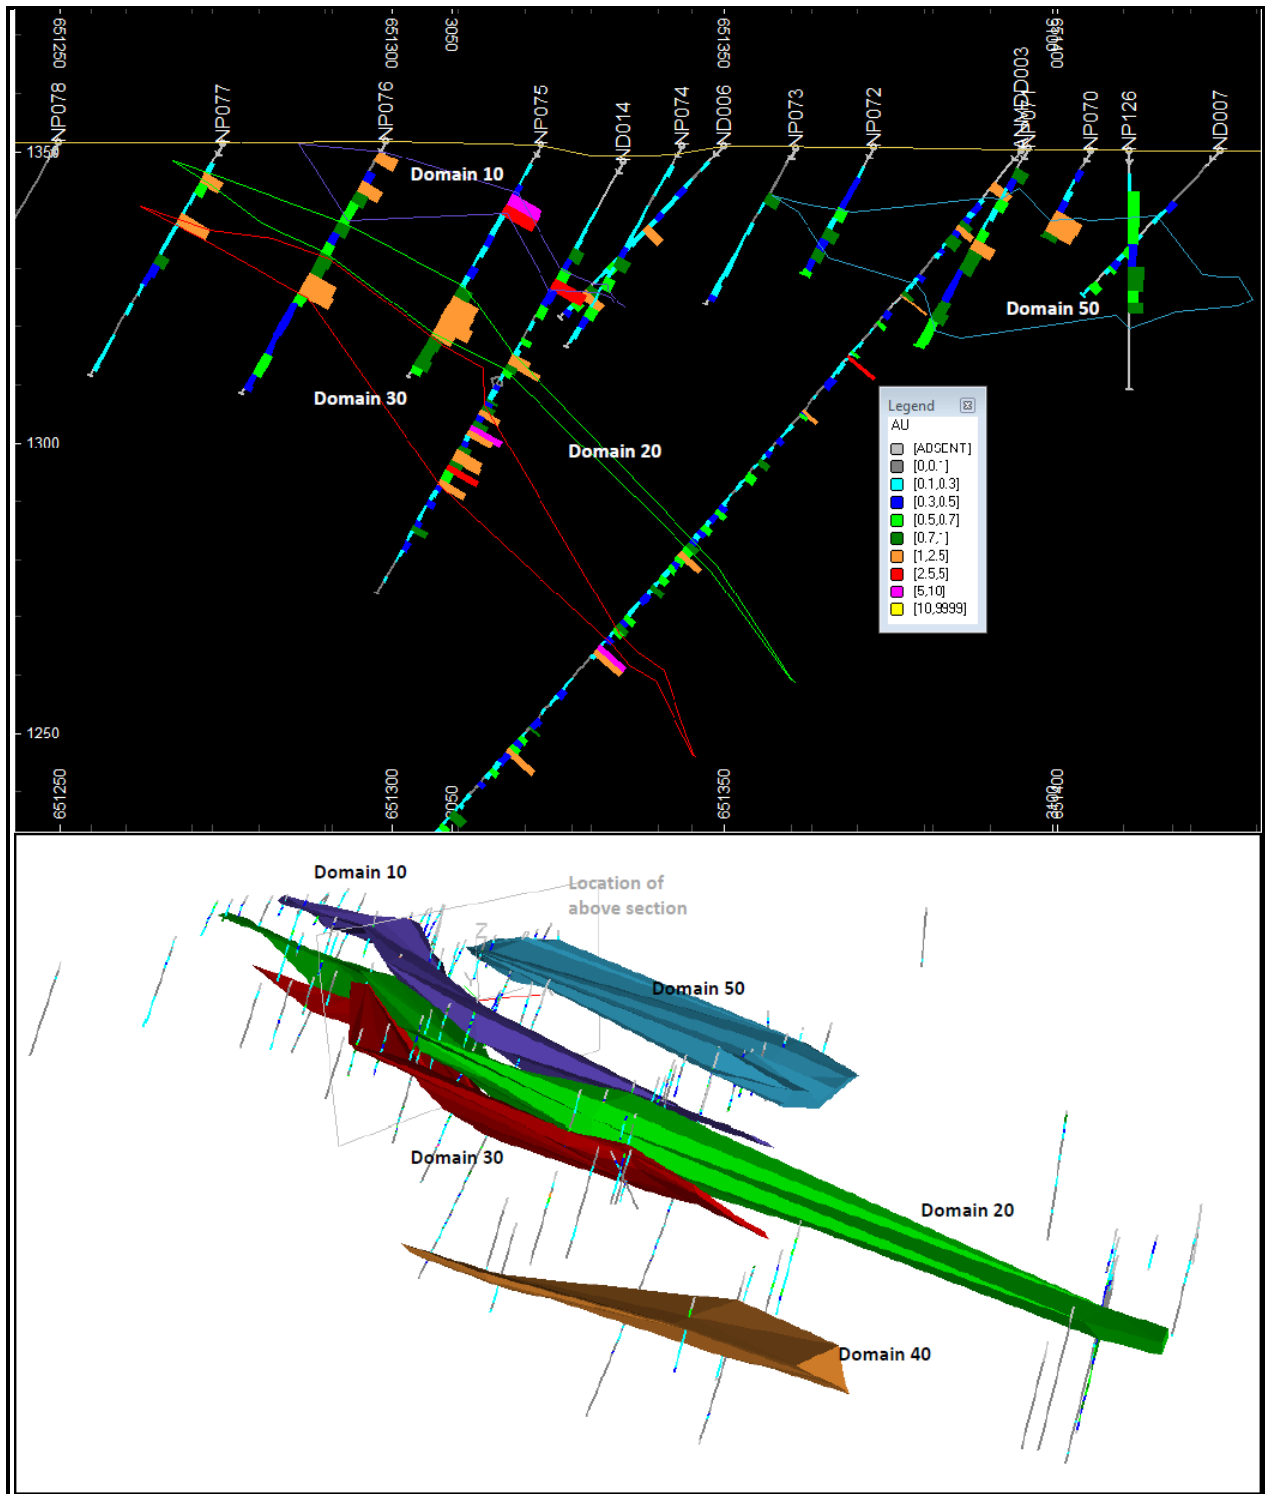 651250
651300
3050
651350
651400
NP078
NP077
NP076
NP075
ND014
NP074
ND006
NP073
NP072
NP070
NP126
ND007
1350
Domain 10
Domain 50
Domain 30
Domain 20
1300
1250
Legend
AU
[ABSENT]
[0,0.1]
[0.1,0.3]
[0.3,0.5]
[0.5,0.7]
[0.7,1]
[1,2.5]
[2.5,5]
[5,10]
[10,9999]
651250
651300
3050
651350
651400
Domain 10
Location of
above section
Z
Domain 50
Domain 30
Domain 20
Domain 40